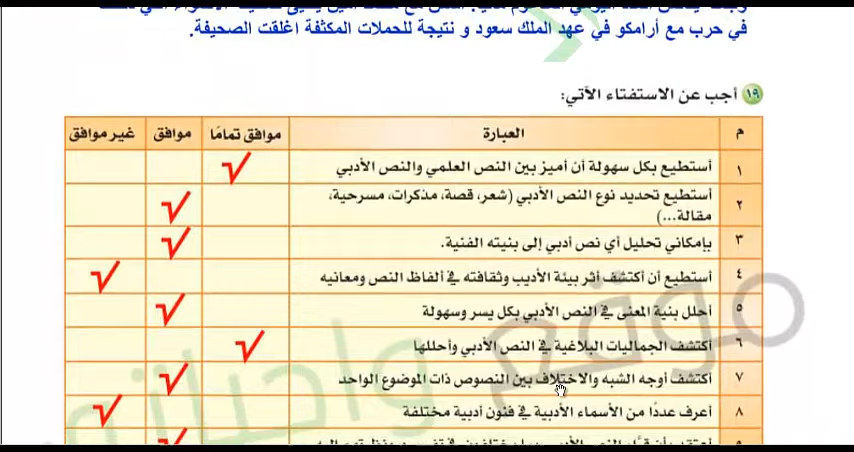 في حرب مع أرامكو في عهد الملك سعود و نتيجة للحملات المكثفة اغلقت الصحيفة.
١٩ أجب عن الاستفتاء الآتي:
م العبارة موافق تمامًا موافق غير موافق
١ أستطيع بكل سهولة أن أميز بين النص العلمي والنص الأدبي
٢ أستطيع تحديد نوع النص الأدبي (شعر، قصة، مذكرات، مسرحية،
مقالة...)
٣ بإمكاني تحليل أي نص أدبي إلى بنيته الفنية.
٤ أستطيع أن أكتشف أثر بيئة الأديب وثقافته في ألفاظ النص ومعانيه
٥ أحلل بنية المعنى في النص الأدبي بكل يسر وسهولة
٦ أكتشف الجماليات البلاغية في النص الأدبي وأحللها
٧ أكتشف أوجه الشبه والاختلاف بين النصوص ذات الموضوع الواحد
٨ أعرف عددًا من الأسماء الأدبية في فنون أدبية مختلفة
موقع واجباتي